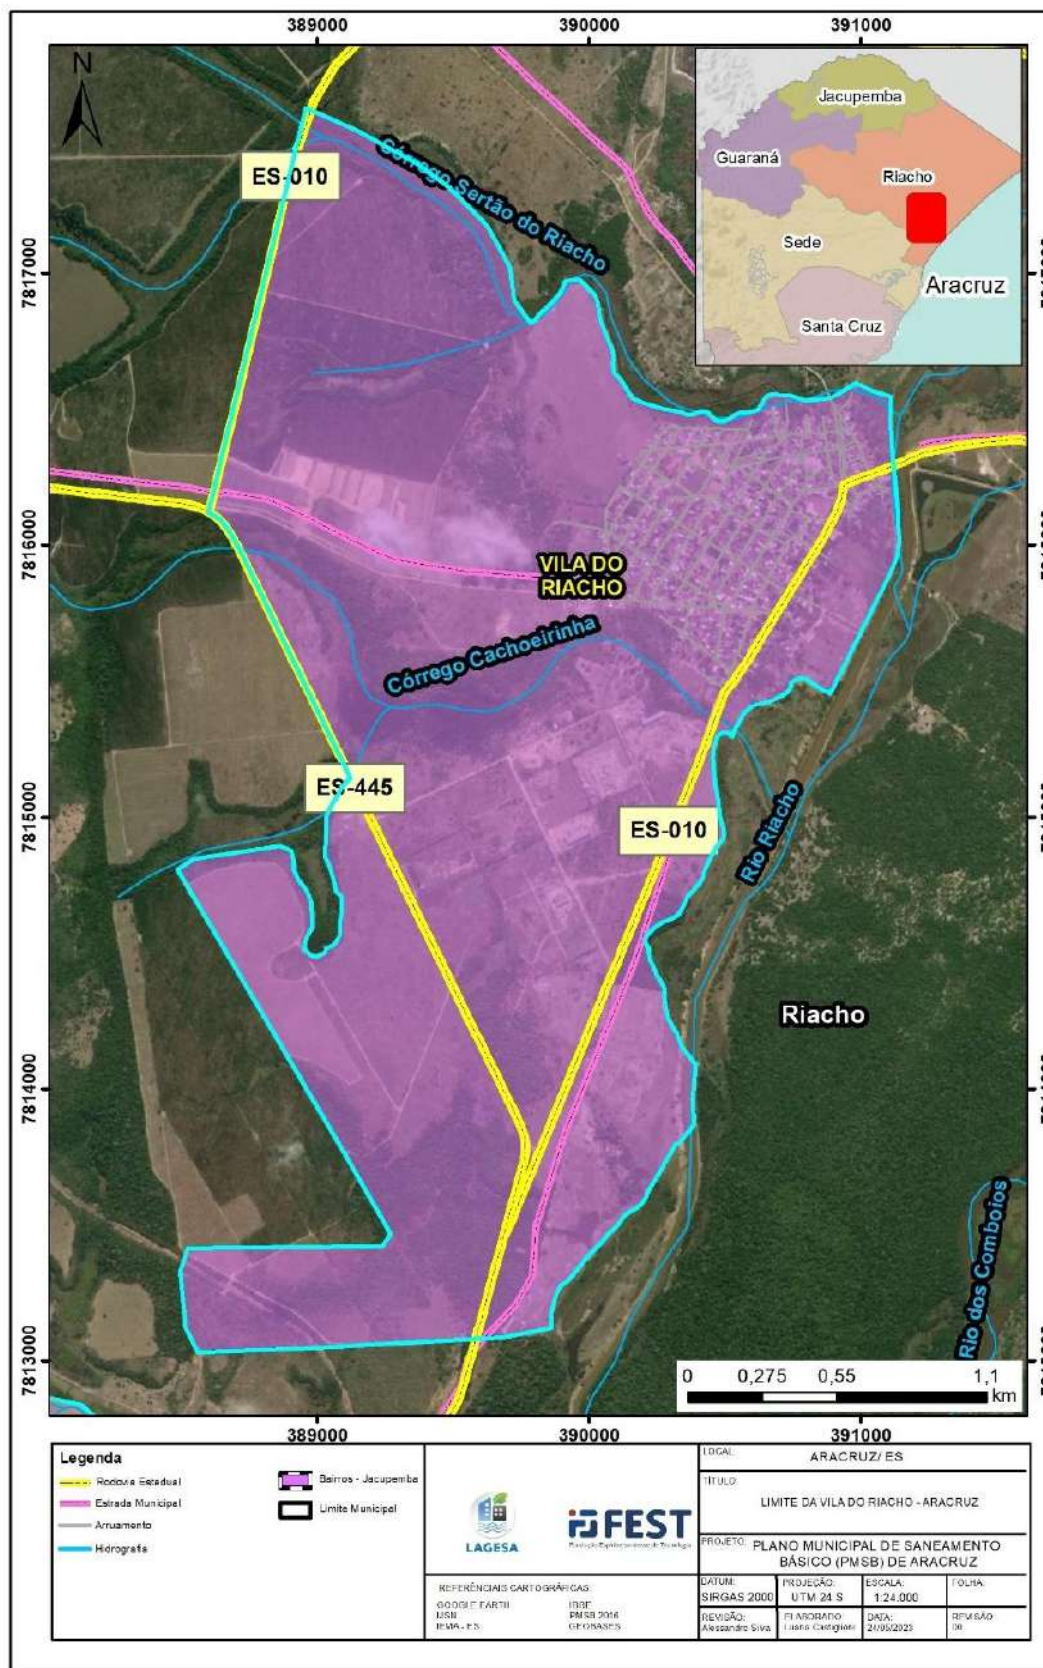 389000
390000
391000
N
Jacupemba
Guaraná
Riacho
Sede
Aracruz
Santa Cruz
ES-010
Córrego Sertão do Riacho
7817000
7816000
VILA DO
RIACHO
Córrego Cachoeirinha
ES-445
ES-010
7815000
Rio Riacho
Riacho
7814000
Rio dos Comboios
7813000
0 0,275 0,55 1,1
km
389000
390000
391000
Legenda
Rodovia Estadual
Estrada Municipal
Arruamento
Hidrografia
Bairros - Jacupemba
Limite Municipal
LAGESA
FEST
REFERÊNCIAIS CARTOGRÁFICAS:
GOOGLE EARTH
IEMA - ES
IBGE
PMSB 2016
GEOBASES
LOCAL:
ARACRUZ/ ES
TÍTULO:
LIMITE DA VILA DO RIACHO - ARACRUZ
PROJETO: PLANO MUNICIPAL DE SANEAMENTO
BÁSICO (PMSB) DE ARACRUZ
DATUM:
SIRGAS 2000
PROJEÇÃO:
UTM 24 S
ESCALA:
1:24.000
FOLHA:
REVISÃO:
Alessandro Silva
ELABORADO:
DATA:
24/05/2023
REVISÃO:
00